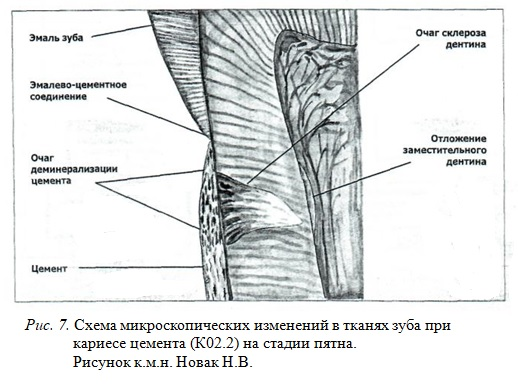 Эмаль зуба
Эмалево-цементное
соединение
Очаг
деминерализации
цемента
Цемент
Очаг склероза
дентина
Отложение
заместительного
дентина
Рис. 7. Схема микроскопических изменений в тканях зуба при
кариесе цемента (К02.2) на стадии пятна.
Рисунок к.м.н. Новак Н.В.